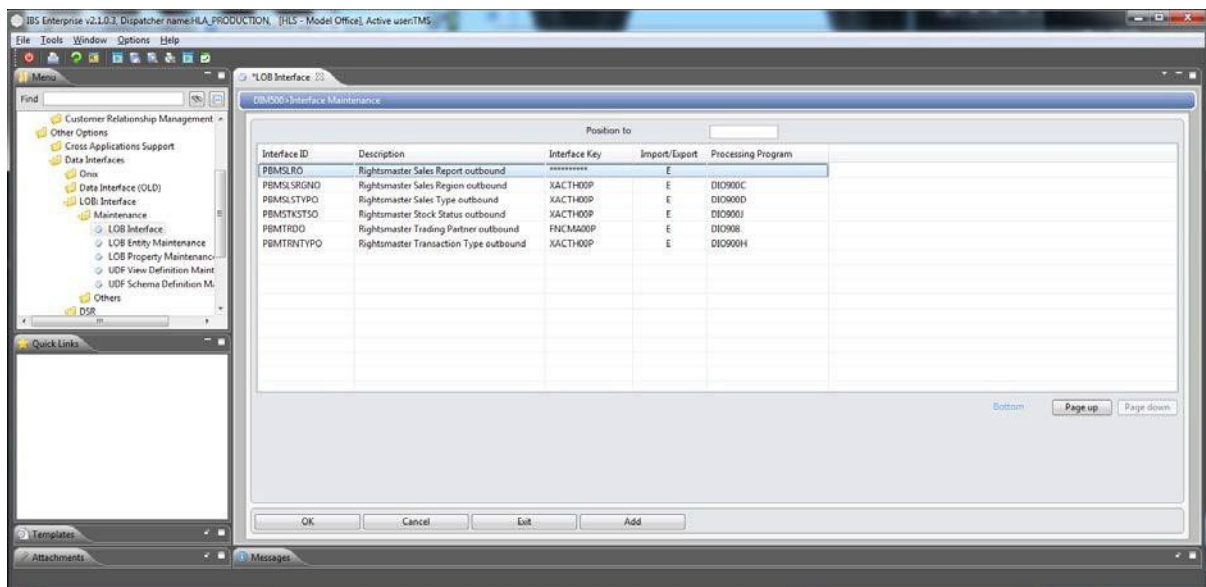 IBS Enterprise v2.1.0.3, Dispatcher name:HLA_PRODUCTION, [HLS - Model Office], Active user:TMS
File Tools Window Options Help
Menu
Find
Customer Relationship Management
Other Options
Cross Applications Support
Data Interfaces
Onix
Data Interface (OLD)
LOB: Interface
Maintenance
LOB Interface
LOB Entity Maintenance
LOB Property Maintenance
UDF View Definition Maint
UDF Schema Definition M
Others
DSR
Quick Links
Templates
Attachments
*LOB Interface
DIM500>Interface Maintenance
Position to
Interface ID Description Interface Key Import/Export Processing Program
PBMSLRO Rightsmaster Sales Report outbound ********** E
PBMSLSRGNO Rightsmaster Sales Region outbound XACTH00P E DIO900C
PBMSLSTYPO Rightsmaster Sales Type outbound XACTH00P E DIO900D
PBMSTKSTSO Rightsmaster Stock Status outbound XACTH00P E DIO900J
PBMTRDO Rightsmaster Trading Partner outbound FNCMA00P E DIO908
PBMTRNTYPO Rightsmaster Transaction Type outbound XACTH00P E DIO900H
Bottom Page up Page down
OK Cancel Exit Add
Messages